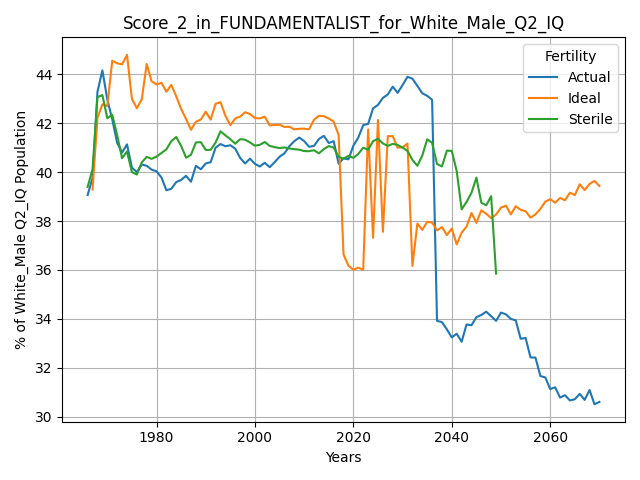 Score_2_in_FUNDAMENTALIST_for_White_Male_Q2_IQ
Fertility
Actual
Ideal
Sterile
% of White_Male Q2_IQ Population
44
42
40
38
36
34
32
30
1980
2000
2020
2040
2060
Years